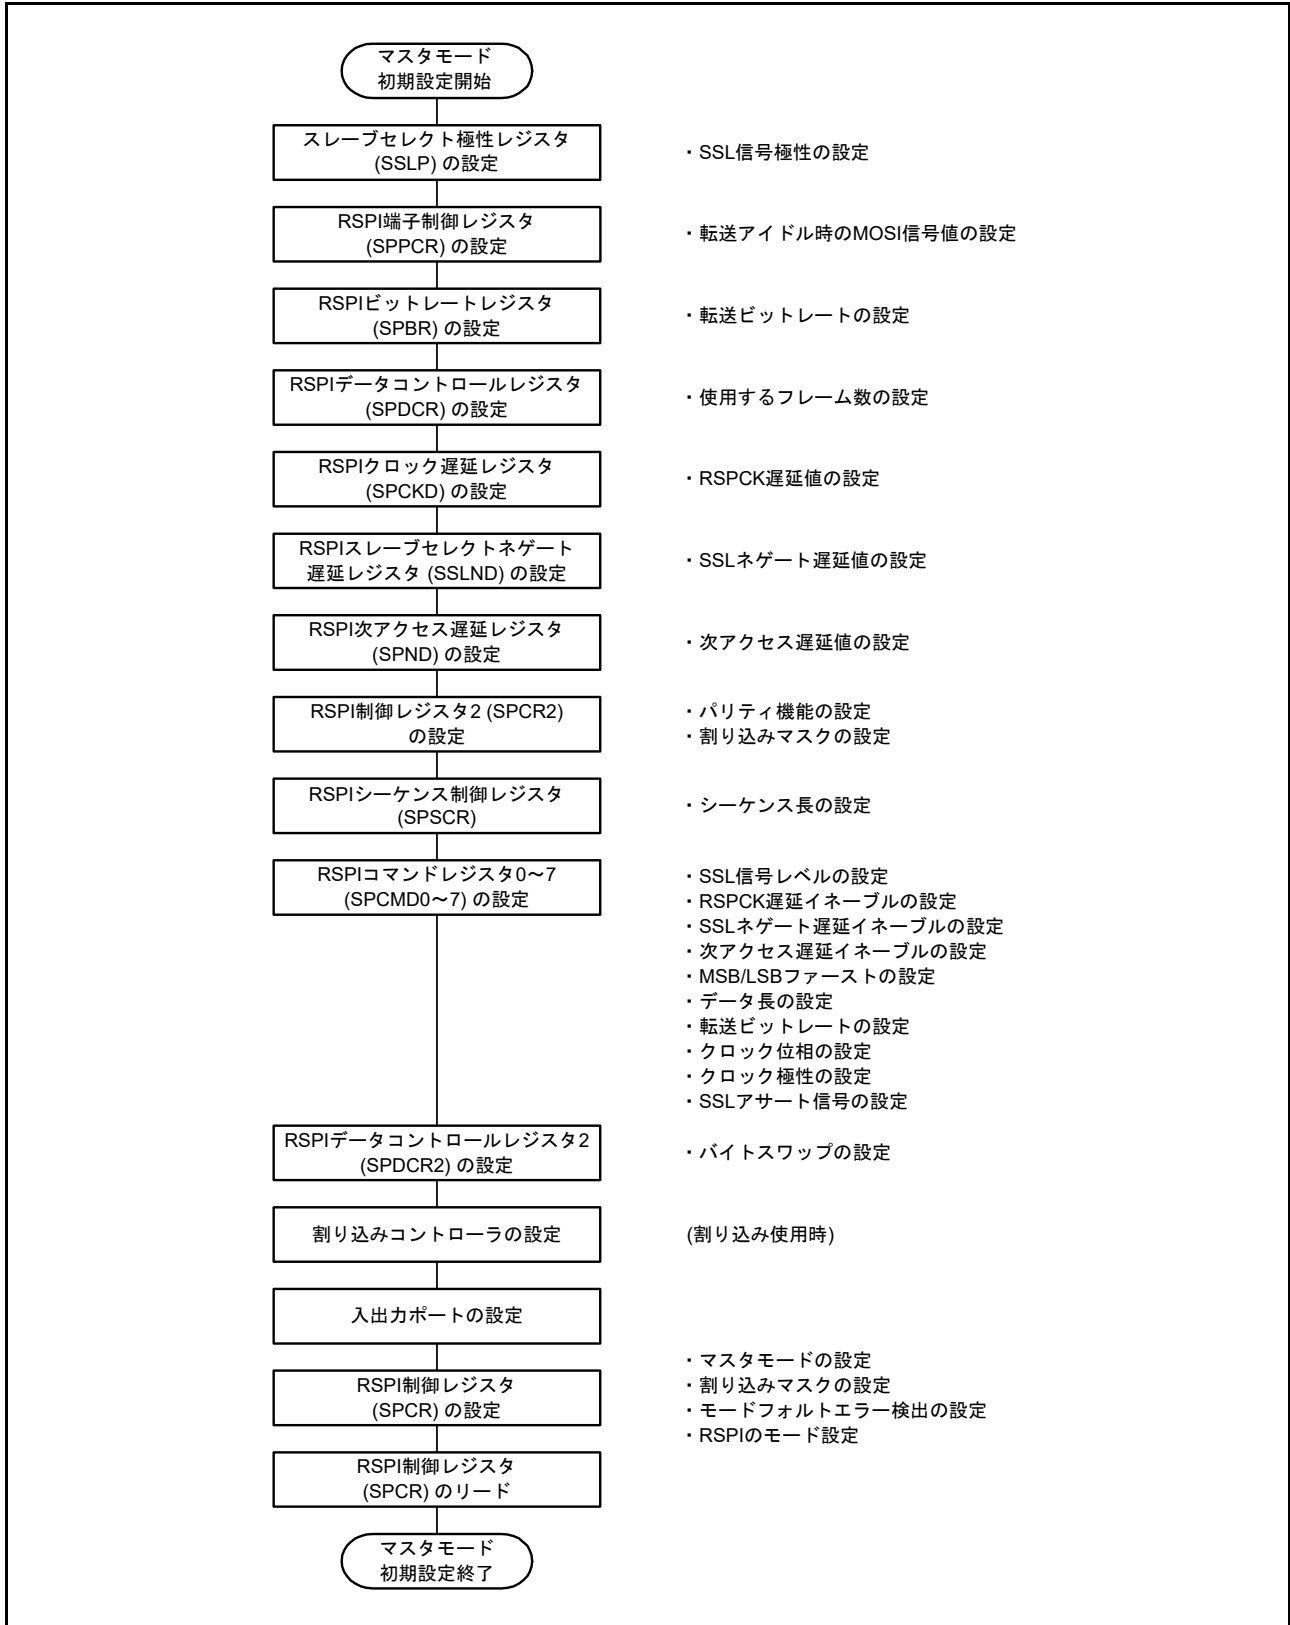 マスタモード
初期設定開始
スレーブセレクト極性レジスタ
(SSLP) の設定
・SSL信号極性の設定
RSPI端子制御レジスタ
(SPPCR) の設定
・転送アイドル時のMOSI信号値の設定
RSPIビットレートレジスタ
(SPBR) の設定
・転送ビットレートの設定
RSPIデータコントロールレジスタ
(SPDCR) の設定
・使用するフレーム数の設定
RSPIクロック遅延レジスタ
(SPCKD) の設定
・RSPCK遅延値の設定
RSPIスレーブセレクトネゲート
遅延レジスタ (SSLND) の設定
・SSLネゲート遅延値の設定
RSPI次アクセス遅延レジスタ
(SPND) の設定
・次アクセス遅延値の設定
RSPI制御レジスタ2 (SPCR2)
の設定
・パリティ機能の設定
・割り込みマスクの設定
RSPIシーケンス制御レジスタ
(SPSCR)
・シーケンス長の設定
RSPIコマンドレジスタ0～7
(SPCMD0～7) の設定
・SSL信号レベルの設定
・RSPCK遅延イネーブルの設定
・SSLネゲート遅延イネーブルの設定
・次アクセス遅延イネーブルの設定
・MSB/LSBファーストの設定
・データ長の設定
・転送ビットレートの設定
・クロック位相の設定
・クロック極性の設定
・SSLアサート信号の設定
RSPIデータコントロールレジスタ2
(SPDCR2) の設定
・バイトスワップの設定
割り込みコントローラの設定
(割り込み使用時)
入出力ポートの設定
RSPI制御レジスタ
(SPCR) の設定
・マスタモードの設定
・割り込みマスクの設定
・モードフォルトエラー検出の設定
・RSPIのモード設定
RSPI制御レジスタ
(SPCR) のリード
マスタモード
初期設定終了